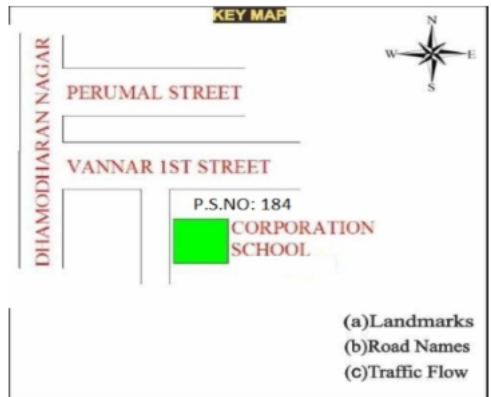 KEY MAP
N
W
E
S
DHAMODHARAN NAGAR
PERUMAL STREET
VANNAR 1ST STREET
P.S.NO: 184
CORPORATION
SCHOOL
(a)Landmarks
(b)Road Names
(c)Traffic Flow